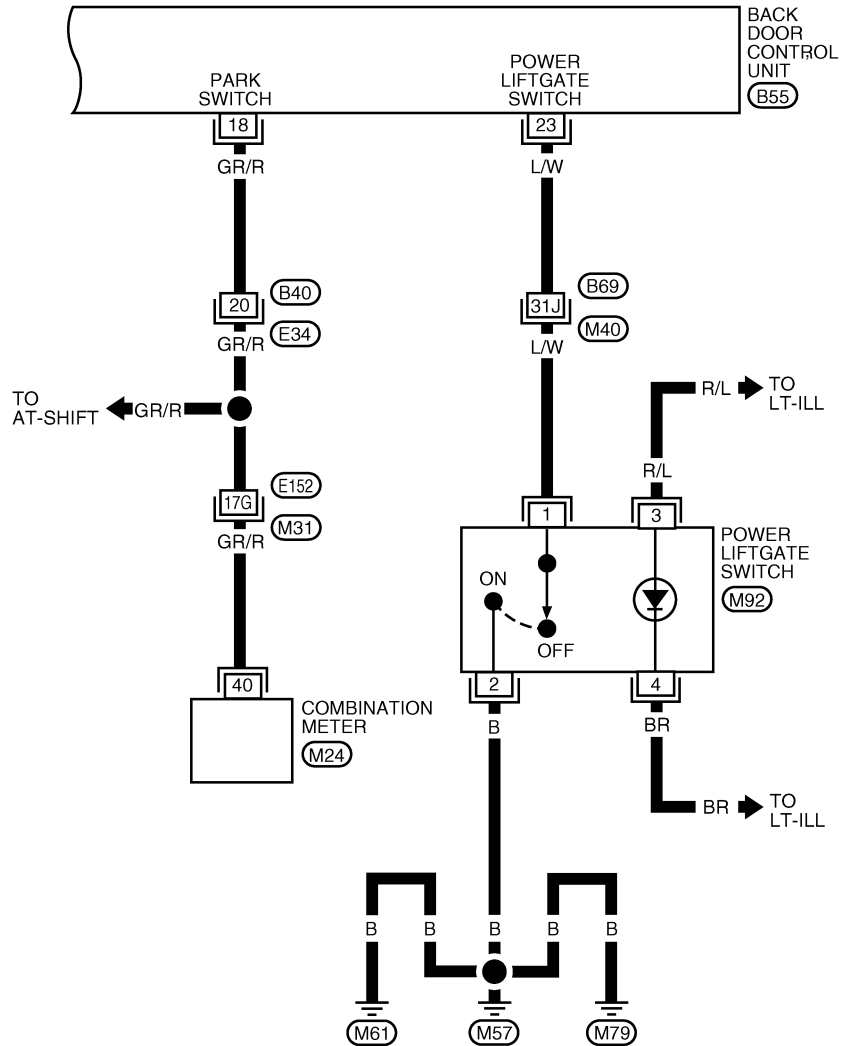 BACK
DOOR
CONTROL
UNIT
B55
PARK
SWITCH
POWER
LIFTGATE
SWITCH
18
23
GR/R
L/W
20
B40
E34
GR/R
31J
B69
M40
L/W
TO
AT-SHIFT
GR/R
R/L
TO
LT-ILL
R/L
17G
E152
M31
GR/R
1
3
POWER
LIFTGATE
SWITCH
M92
ON
OFF
40
COMBINATION
METER
M24
2
4
B
BR
BR
TO
LT-ILL
B
B
B
B
B
M61
M57
M79